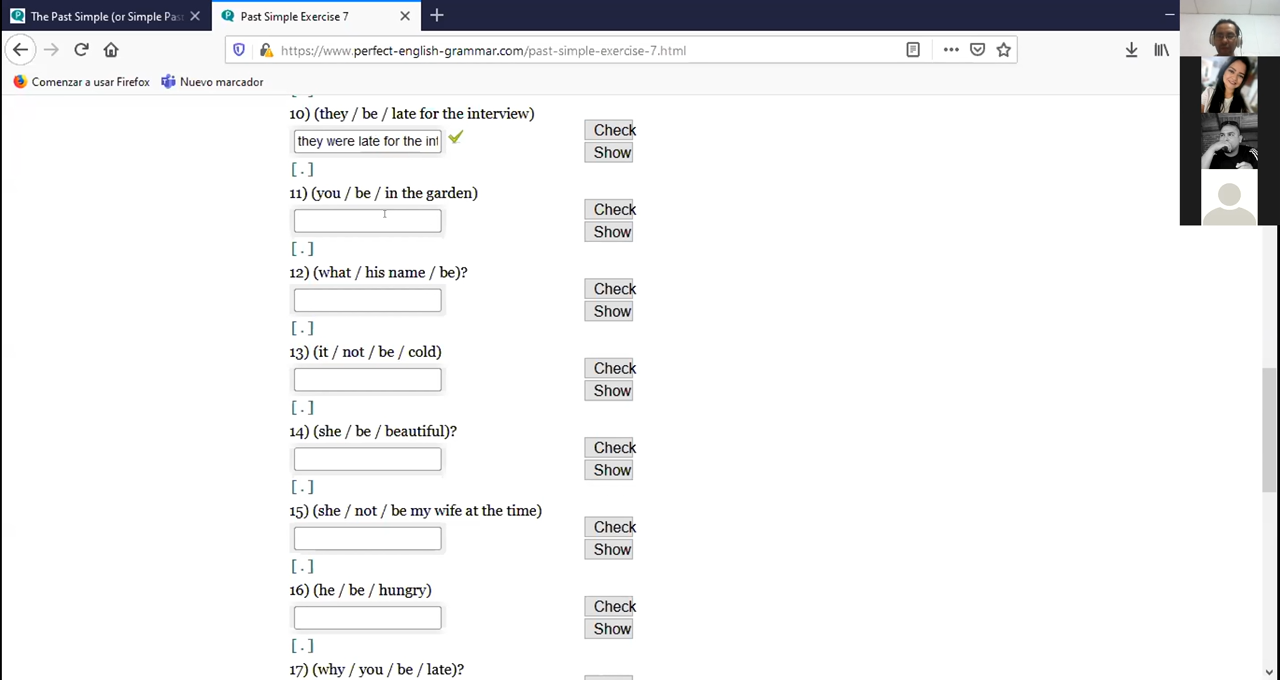 The Past Simple (or Simple Pas
Past Simple Exercise 7
https://www.perfect-english-grammar.com/past-simple-exercise-7.html
Comenzar a usar Firefox
Nuevo marcador
10) (they / be / late for the interview)
they were late for the int
Check
Show
[ . ]
11) (you / be / in the garden)
Check
Show
[ . ]
12) (what / his name / be)?
Check
Show
[ . ]
13) (it / not / be / cold)
Check
Show
[ . ]
14) (she / be / beautiful)?
Check
Show
[ . ]
15) (she / not / be my wife at the time)
Check
Show
[ . ]
16) (he / be / hungry)
Check
Show
[ . ]
17) (why / you / be / late)?